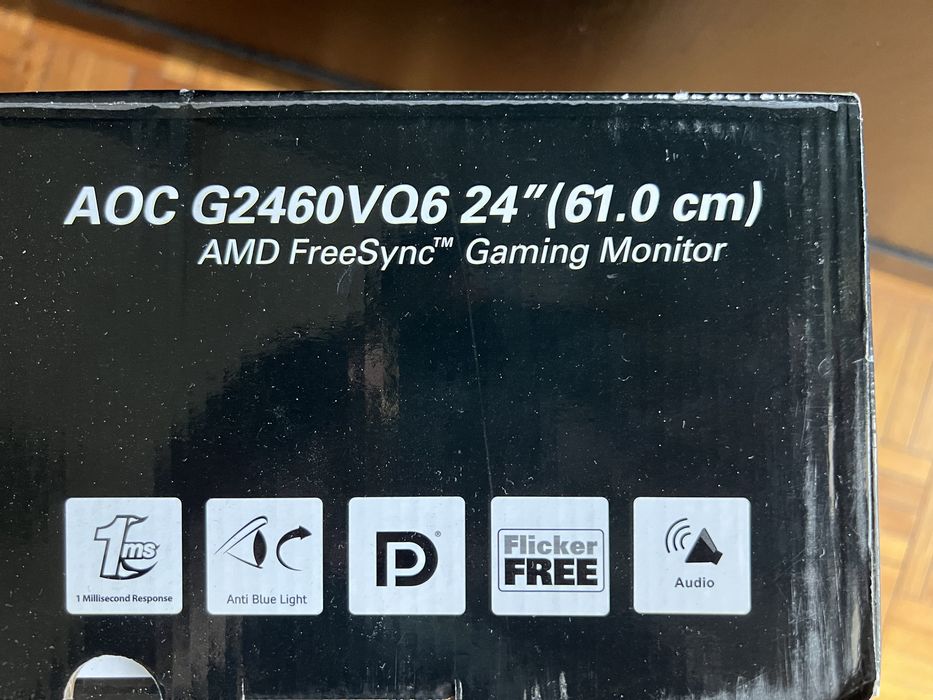 AOC G2460VQ6 24"(61.0 cm)
AMD FreeSync™ Gaming Monitor
1ms
1 Millisecond Response
Anti Blue Light
DP®
Flicker
FREE
Audio